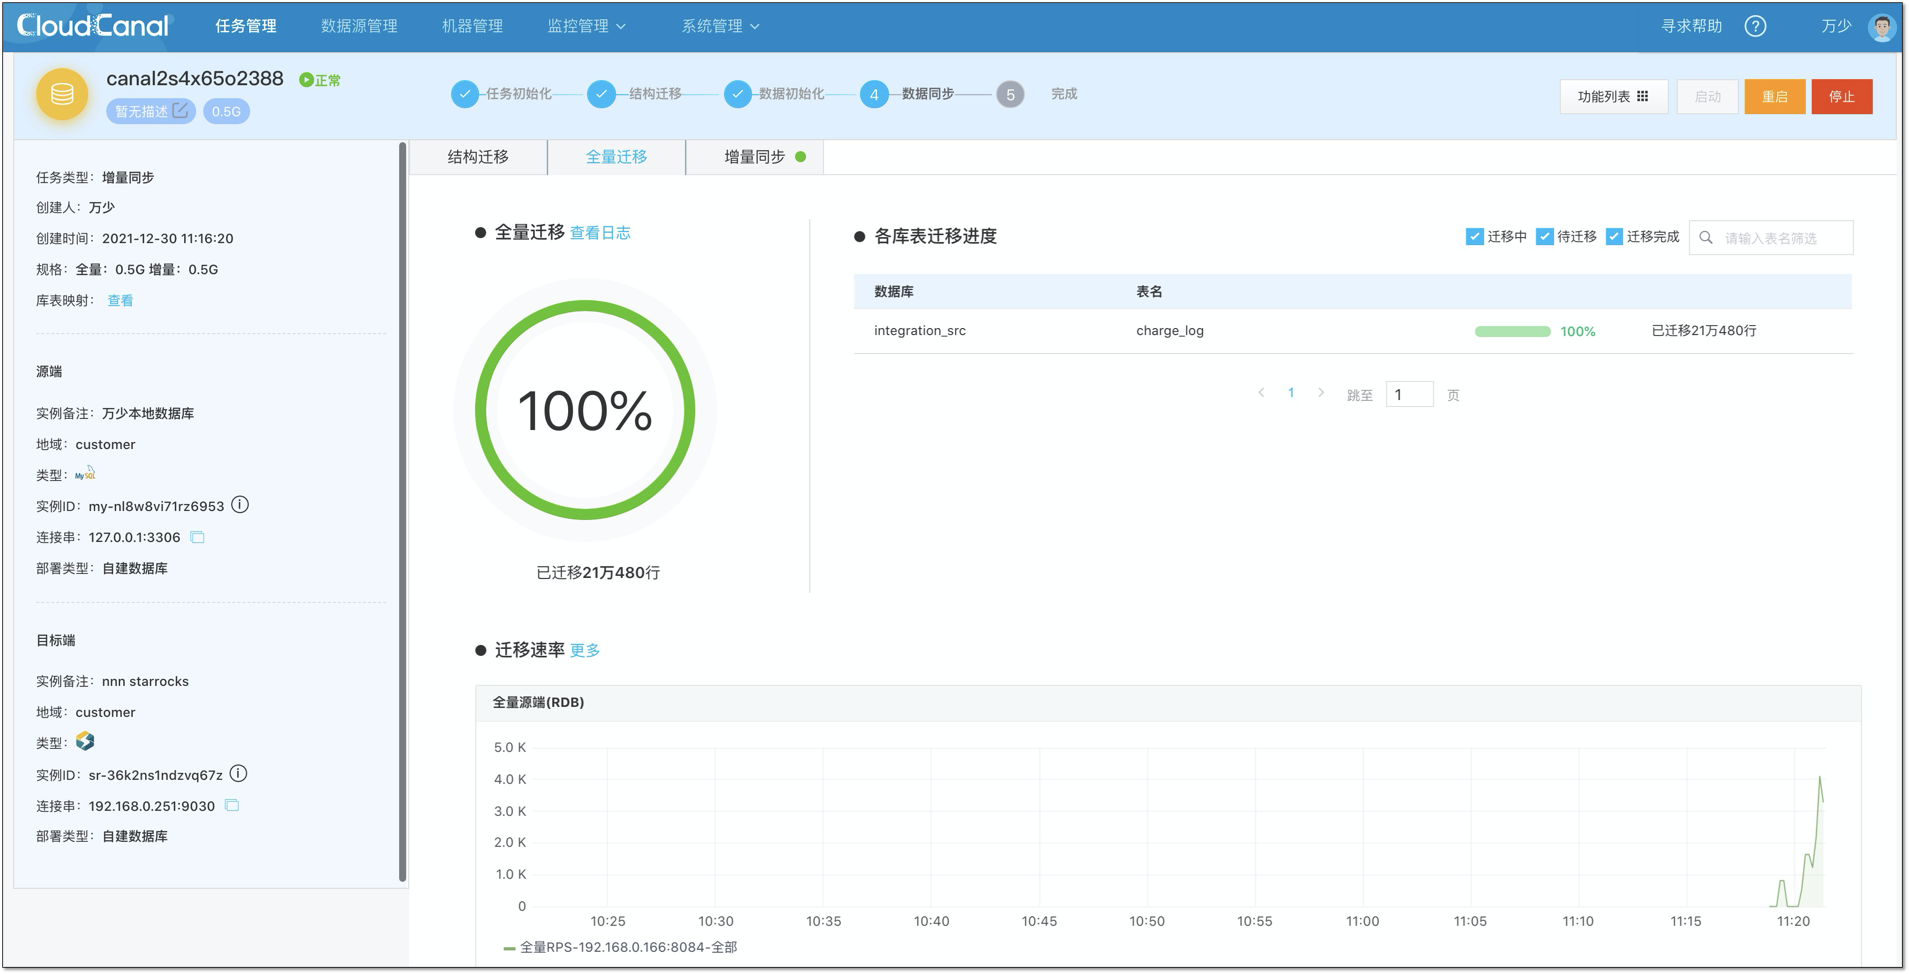 CloudCanal 任务管理 数据源管理 机器管理 监控管理 系统管理 寻求帮助 ? 万少
canal2s4x65o2388 正常
暂无描述 0.5G
任务初始化 结构迁移 数据初始化 4 数据同步 5 完成
功能列表 启动 重启 停止
任务类型：增量同步
创建人：万少
创建时间：2021-12-30 11:16:20
规格：全量：0.5G 增量：0.5G
库表映射： 查看
源端
实例备注：万少本地数据库
地域：customer
类型：MySQL
实例ID：my-nl8w8vi71rz6953
连接串：127.0.0.1:3306
部署类型：自建数据库
目标端
实例备注：nnn starrocks
地域：customer
类型：
实例ID：sr-36k2ns1ndzvq67z
连接串：192.168.0.251:9030
部署类型：自建数据库
结构迁移 全量迁移 增量同步
全量迁移 查看日志
100%
已迁移21万480行
各库表迁移进度
迁移中 待迁移 迁移完成 请输入表名筛选
数据库 表名
integration_src charge_log 100% 已迁移21万480行
< 1 > 跳至 1 页
迁移速率 更多
全量源端(RDB)
5.0 K
4.0 K
3.0 K
2.0 K
1.0 K
0
10:25 10:30 10:35 10:40 10:45 10:50 10:55 11:00 11:05 11:10 11:15 11:20
全量RPS-192.168.0.166:8084-全部